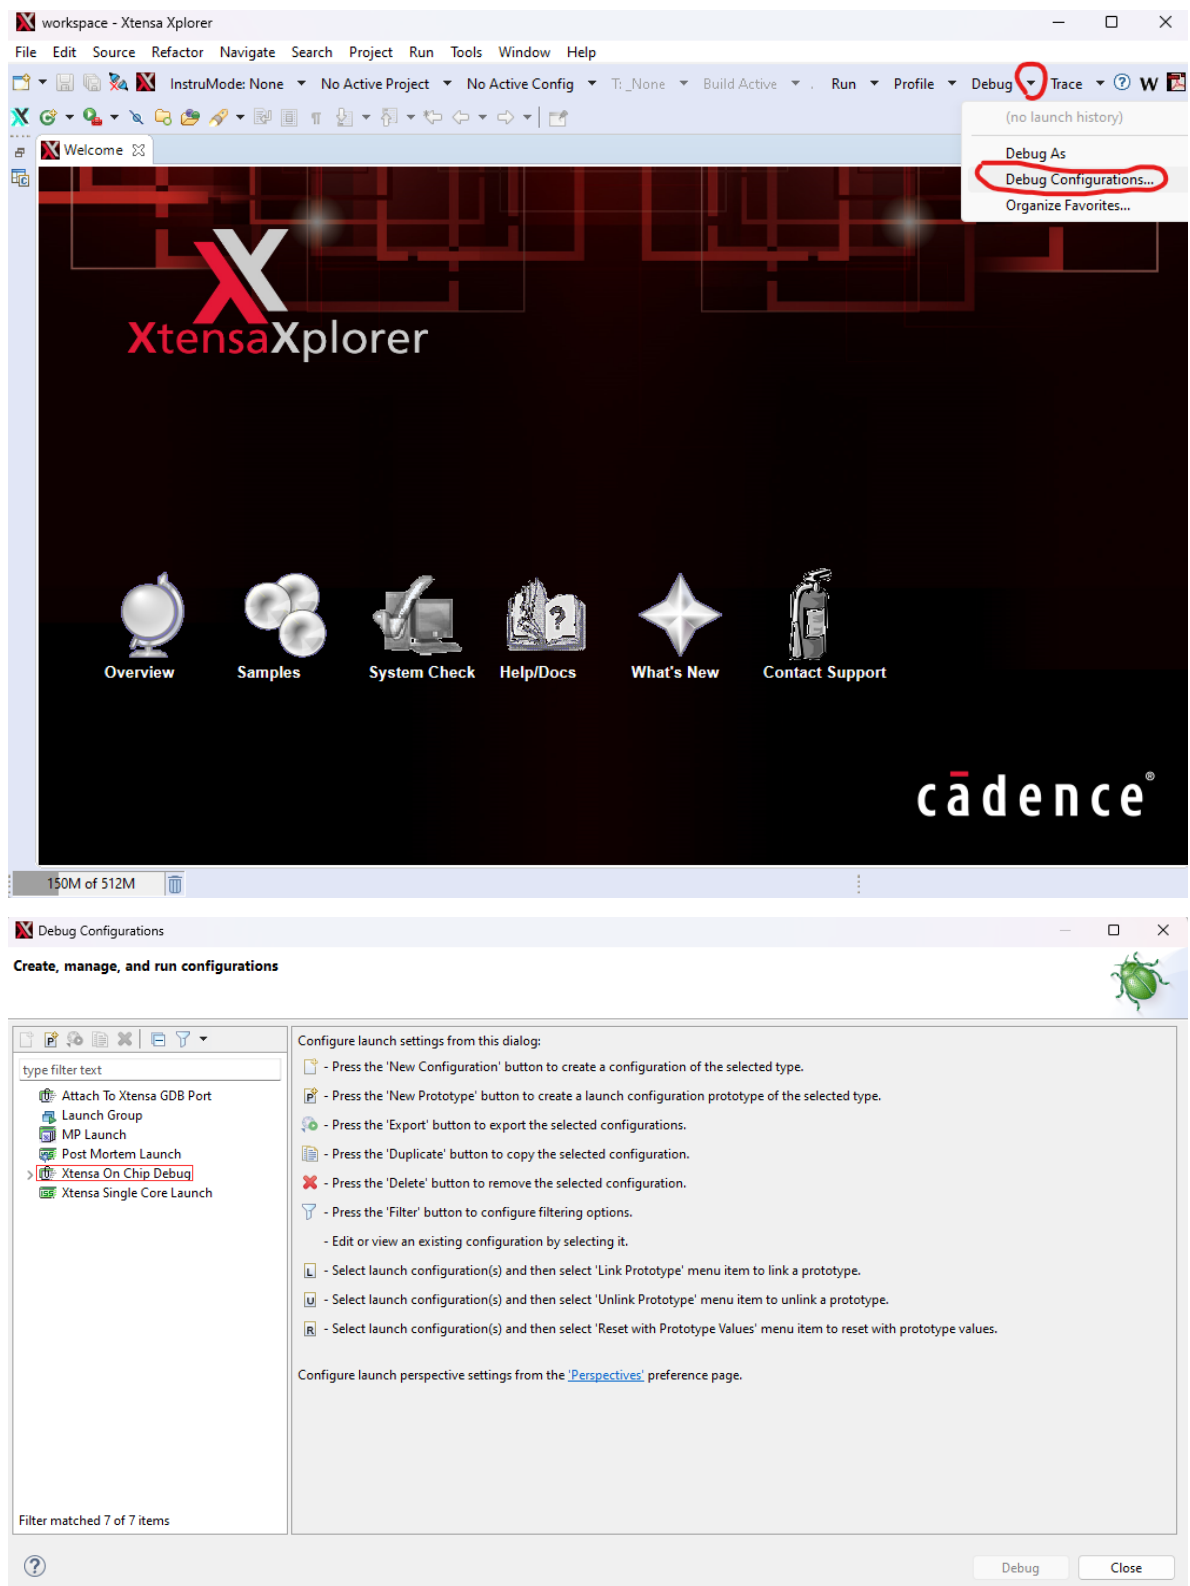 workspace - Xtensa Xplorer
File Edit Source Refactor Navigate Search Project Run Tools Window Help
InstruMode: None No Active Project No Active Config T:_None Build Active . Run Profile Debug Trace ? W
(no launch history)
Welcome
Debug As
Debug Configurations...
Organize Favorites...
XtensaXplorer
Overview Samples System Check Help/Docs What's New Contact Support
cādence®
150M of 512M
Debug Configurations
Create, manage, and run configurations
type filter text
Attach To Xtensa GDB Port
Launch Group
MP Launch
Post Mortem Launch
Xtensa On Chip Debug
Xtensa Single Core Launch
Filter matched 7 of 7 items
Configure launch settings from this dialog:
- Press the 'New Configuration' button to create a configuration of the selected type.
- Press the 'New Prototype' button to create a launch configuration prototype of the selected type.
- Press the 'Export' button to export the selected configurations.
- Press the 'Duplicate' button to copy the selected configuration.
- Press the 'Delete' button to remove the selected configuration.
- Press the 'Filter' button to configure filtering options.
- Edit or view an existing configuration by selecting it.
L - Select launch configuration(s) and then select 'Link Prototype' menu item to link a prototype.
U - Select launch configuration(s) and then select 'Unlink Prototype' menu item to unlink a prototype.
R - Select launch configuration(s) and then select 'Reset with Prototype Values' menu item to reset with prototype values.
Configure launch perspective settings from the 'Perspectives' preference page.
? Debug Close